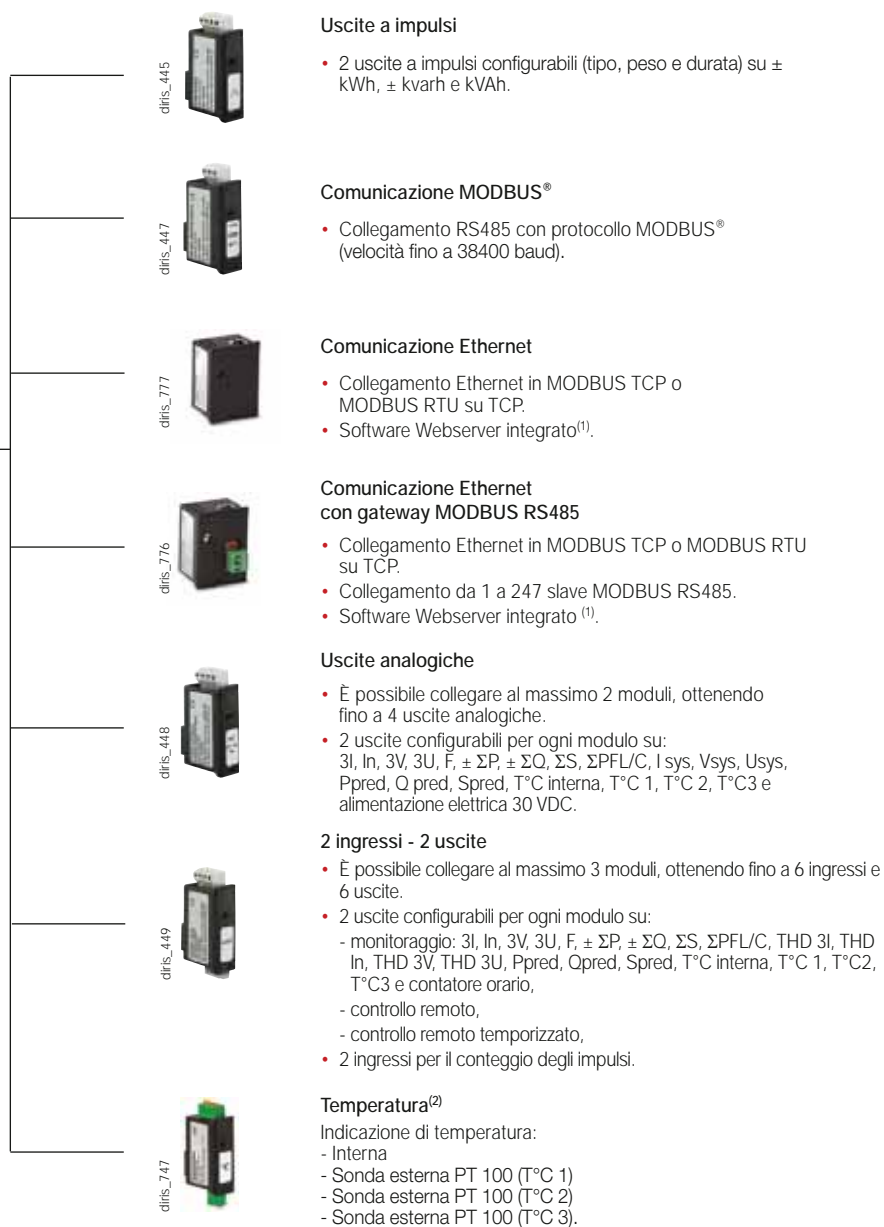 Uscite a impulsi
• 2 uscite a impulsi configurabili (tipo, peso e durata) su ±
kWh, ± kvarh e kVAh.
diris_445
Comunicazione MODBUS®
• Collegamento RS485 con protocollo MODBUS®
(velocità fino a 38400 baud).
diris_447
Comunicazione Ethernet
• Collegamento Ethernet in MODBUS TCP o
MODBUS RTU su TCP.
• Software Webserver integrato(1).
diris_777
Comunicazione Ethernet
con gateway MODBUS RS485
• Collegamento Ethernet in MODBUS TCP o MODBUS RTU
su TCP.
• Collegamento da 1 a 247 slave MODBUS RS485.
• Software Webserver integrato (1).
diris_776
Uscite analogiche
• È possibile collegare al massimo 2 moduli, ottenendo
fino a 4 uscite analogiche.
• 2 uscite configurabili per ogni modulo su:
3I, In, 3V, 3U, F, ± ΣP, ± ΣQ, ΣS, ΣPFL/C, I sys, Vsys, Usys,
Ppred, Q pred, Spred, T°C interna, T°C 1, T°C 2, T°C3 e
alimentazione elettrica 30 VDC.
diris_448
2 ingressi - 2 uscite
• È possibile collegare al massimo 3 moduli, ottenendo fino a 6 ingressi e
6 uscite.
• 2 uscite configurabili per ogni modulo su:
- monitoraggio: 3I, In, 3V, 3U, F, ± ΣP, ± ΣQ, ΣS, ΣPFL/C, THD 3I, THD
In, THD 3V, THD 3U, Ppred, Qpred, Spred, T°C interna, T°C 1, T°C2,
T°C3 e contatore orario,
- controllo remoto,
- controllo remoto temporizzato,
• 2 ingressi per il conteggio degli impulsi.
diris_449
Temperatura(2)
Indicazione di temperatura:
- Interna
- Sonda esterna PT 100 (T°C 1)
- Sonda esterna PT 100 (T°C 2)
- Sonda esterna PT 100 (T°C 3).
diris_747